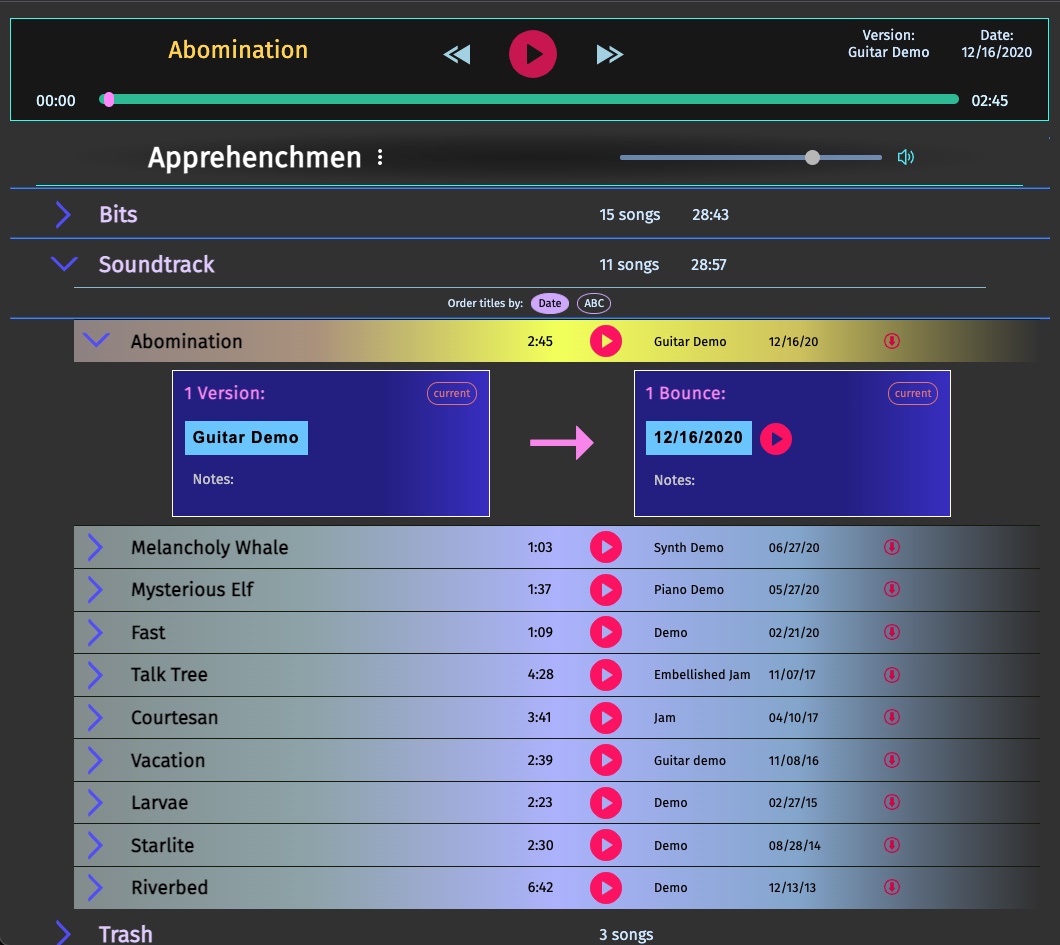 Abomination
Version:
Guitar Demo
Date:
12/16/2020
00:00
02:45
Apprehenchmen
Bits 15 songs 28:43
Soundtrack 11 songs 28:57
Order titles by: Date ABC
Abomination 2:45 Guitar Demo 12/16/20
1 Version: current
Guitar Demo
Notes:
1 Bounce: current
12/16/2020
Notes:
Melancholy Whale 1:03 Synth Demo 06/27/20
Mysterious Elf 1:37 Piano Demo 05/27/20
Fast 1:09 Demo 02/21/20
Talk Tree 4:28 Embellished Jam 11/07/17
Courtesan 3:41 Jam 04/10/17
Vacation 2:39 Guitar demo 11/08/16
Larvae 2:23 Demo 02/27/15
Starlite 2:30 Demo 08/28/14
Riverbed 6:42 Demo 12/13/13
Trash 3 songs